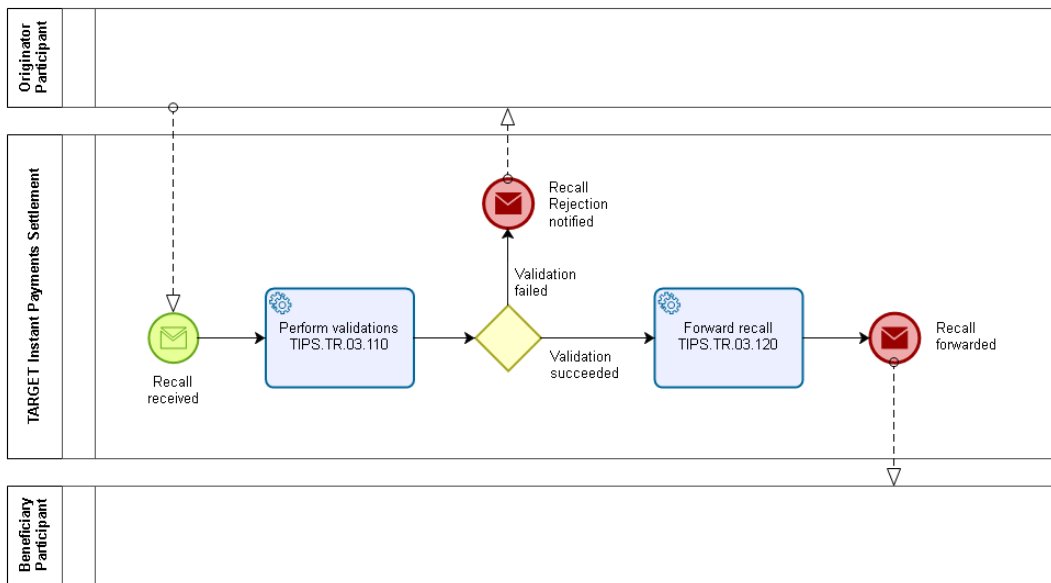 Originator
Participant
TARGET Instant Payments Settlement
Recall
Rejection
notified
Validation
failed
Recall
received
Perform validations
TIPS.TR.03.110
Validation
succeeded
Forward recall
TIPS.TR.03.120
Recall
forwarded
Beneficiary
Participant